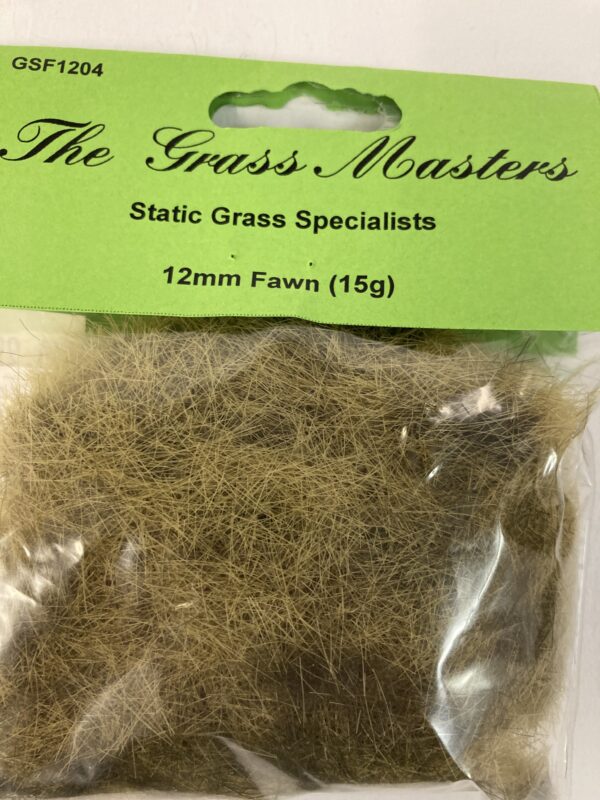 GSF1204
The Grass Masters
Static Grass Specialists
12mm Fawn (15g)